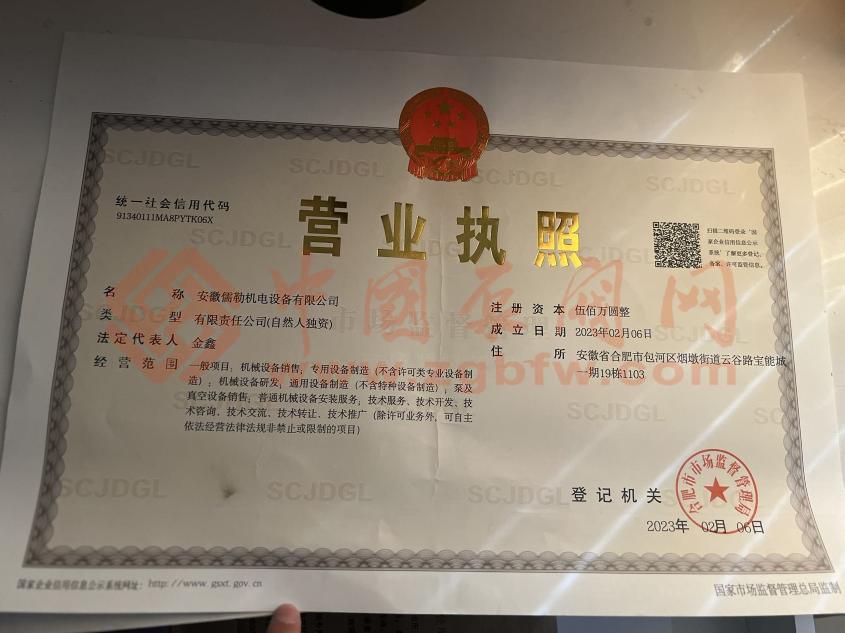 统一社会信用代码
91340111MA8PYTK06X
营业执照
扫描二维码登录“国
家企业信用信息公示
系统”了解更多登记、
备案、许可监管信息。
名 称 安徽儒勒机电设备有限公司
类 型 有限责任公司(自然人独资)
法定代表人 金鑫
经营范围 一般项目：机械设备销售；专用设备制造（不含许可类专业设备制
造）；机械设备研发；通用设备制造（不含特种设备制造）；泵及
真空设备销售；普通机械设备安装服务；技术服务、技术开发、技
术咨询、技术交流、技术转让、技术推广（除许可业务外，可自主
依法经营法律法规非禁止或限制的项目）
注册资本 伍佰万圆整
成立日期 2023年02月06日
住 所 安徽省合肥市包河区烟墩街道云谷路宝能城
一期19栋1103
登记机关
合肥市市场监督管理局
2023年 02月 06日
国家企业信用信息公示系统网址：http://www.gsxt.gov.cn
国家市场监督管理总局监制
中国泵阀网
www.zgbfw.com
SCJDGL
SCJDGL
SCJDGL
SCJDGL
SCJDGL
SCJDGL
SCJDGL
SCJDGL
市场监督